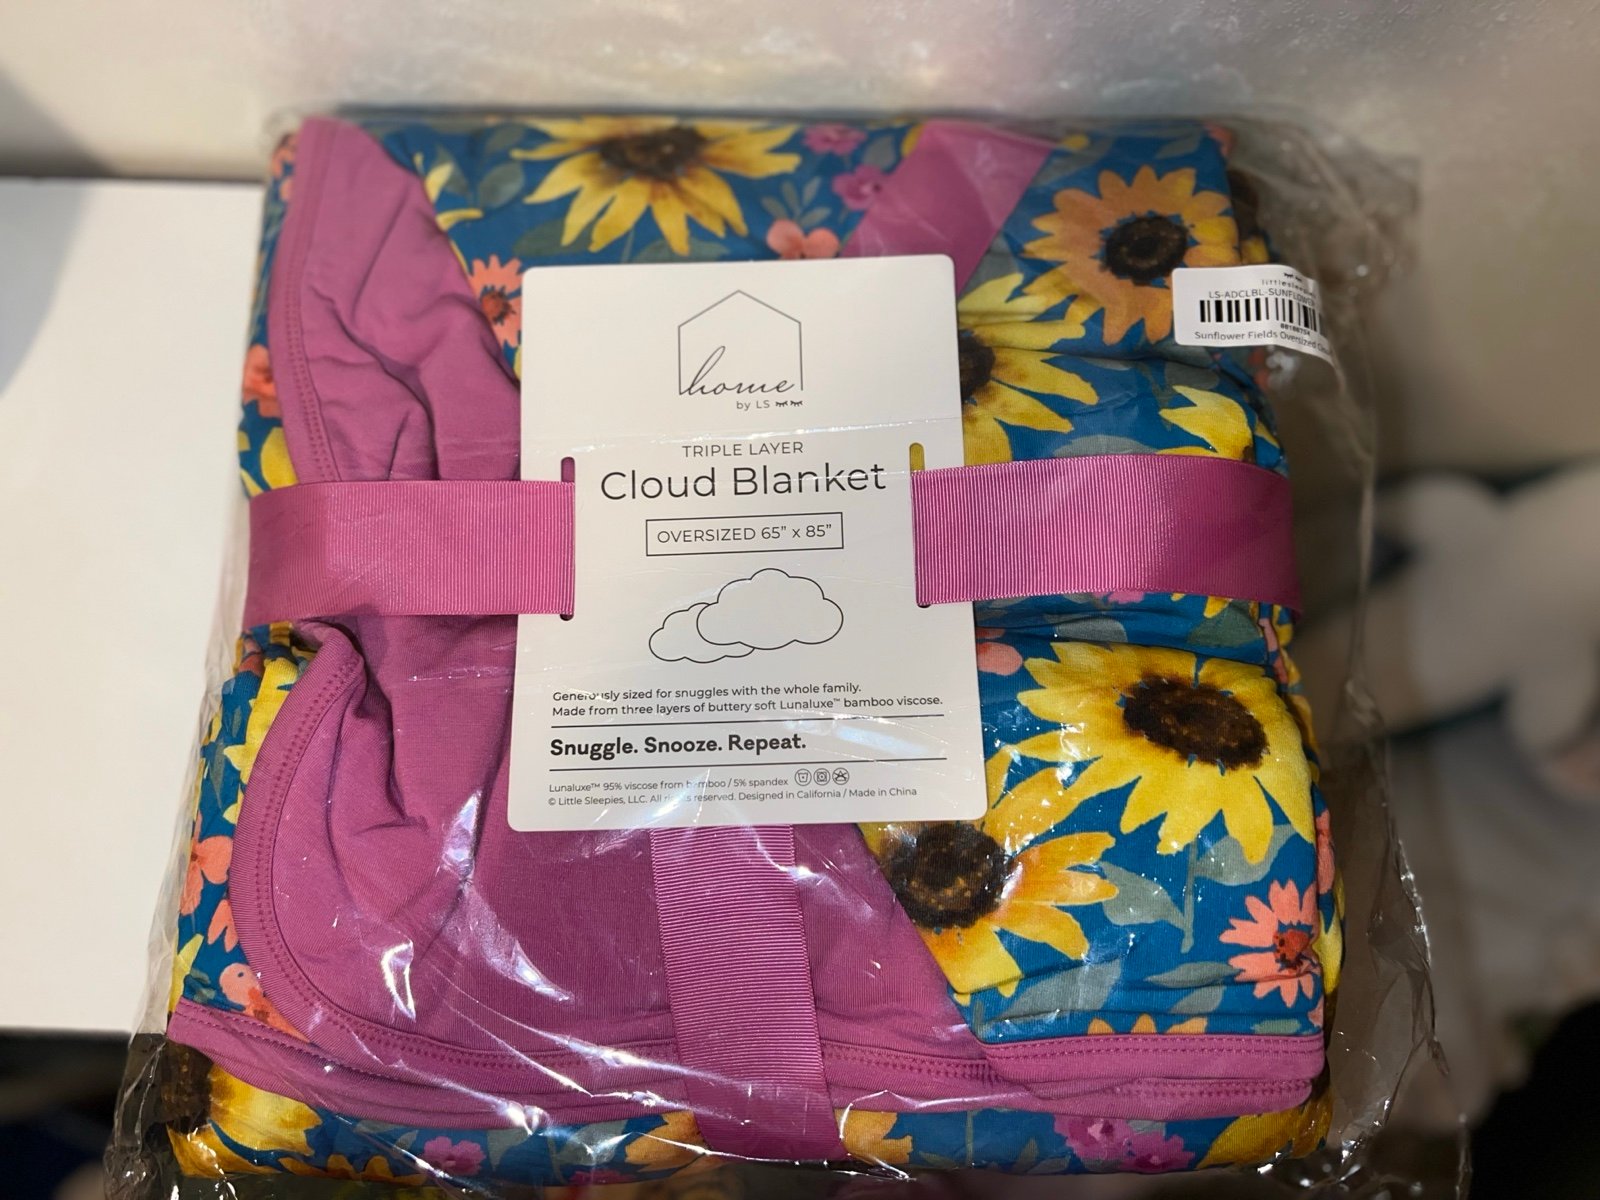 home
by LS
TRIPLE LAYER
Cloud Blanket
OVERSIZED 65” x 85”
Generously sized for snuggles with the whole family.
Made from three layers of buttery soft Lunaluxe™ bamboo viscose.
Snuggle. Snooze. Repeat.
Lunaluxe™ 95% viscose from bamboo / 5% spandex
© Little Sleepies, LLC. All rights reserved. Designed in California / Made in China
LS-ADCLBL-SUNFLOWER
Sunflower Fields Oversized